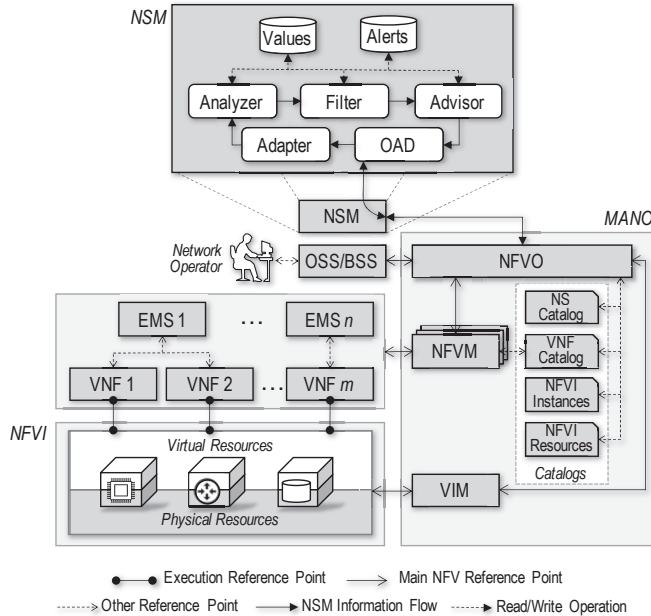 NSM
Values
Alerts
Analyzer
Filter
Advisor
Adapter
OAD
NSM
MANO
Network
Operator
OSS/BSS
NFVO
EMS 1
...
EMS n
NS
Catalog
NFVM
VNF
Catalog
VNF 1
VNF 2
...
VNF m
NFVI
Instances
NFVI
NFVI
Resources
Virtual Resources
Catalogs
VIM
Physical Resources
Execution Reference Point
Main NFV Reference Point
Other Reference Point
NSM Information Flow
Read/Write Operation